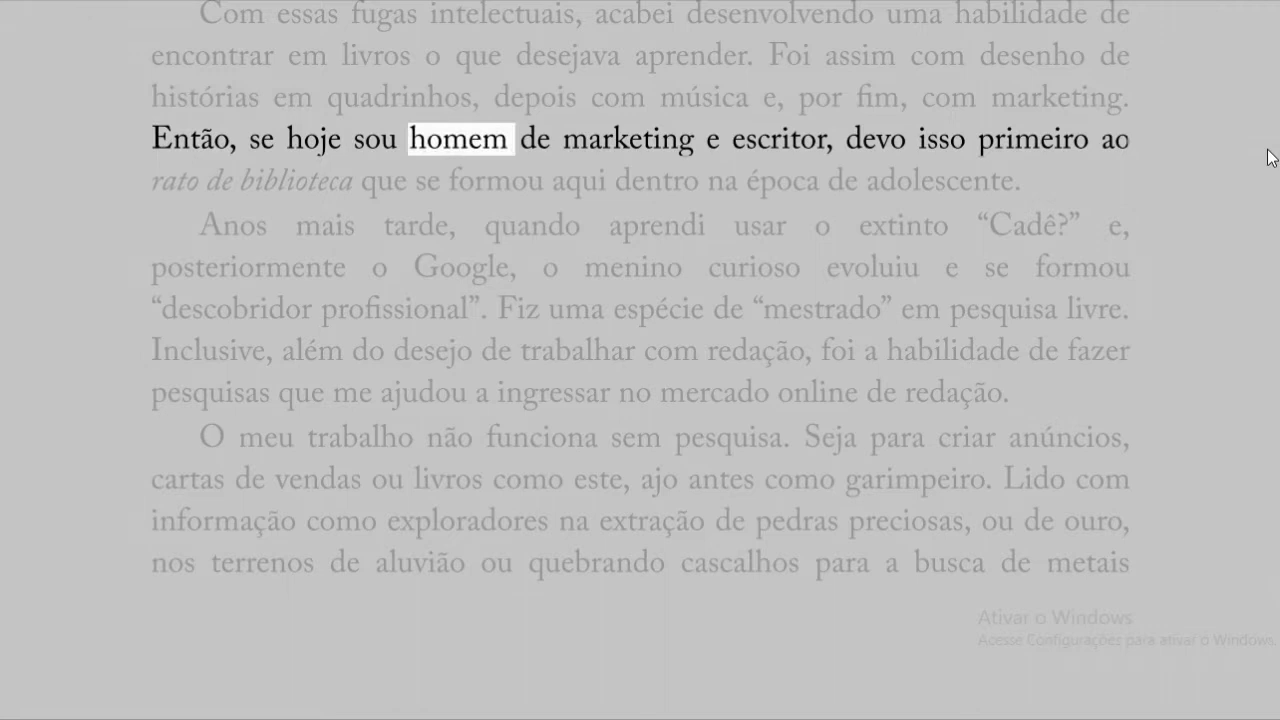 Com essas fugas intelectuais, acabei desenvolvendo uma habilidade de
encontrar em livros o que desejava aprender. Foi assim com desenho de
histórias em quadrinhos, depois com música e, por fim, com marketing.
Então, se hoje sou homem de marketing e escritor, devo isso primeiro ao
rato de biblioteca que se formou aqui dentro na época de adolescente.
Anos mais tarde, quando aprendi usar o extinto “Cadê?” e,
posteriormente o Google, o menino curioso evoluiu e se formou
“descobridor profissional”. Fiz uma espécie de “mestrado” em pesquisa livre.
Inclusive, além do desejo de trabalhar com redação, foi a habilidade de fazer
pesquisas que me ajudou a ingressar no mercado online de redação.
O meu trabalho não funciona sem pesquisa. Seja para criar anúncios,
cartas de vendas ou livros como este, ajo antes como garimpeiro. Lido com
informação como exploradores na extração de pedras preciosas, ou de ouro,
nos terrenos de aluvião ou quebrando cascalhos para a busca de metais
Ativar o Windows
Acesse Configurações para ativar o Windows.